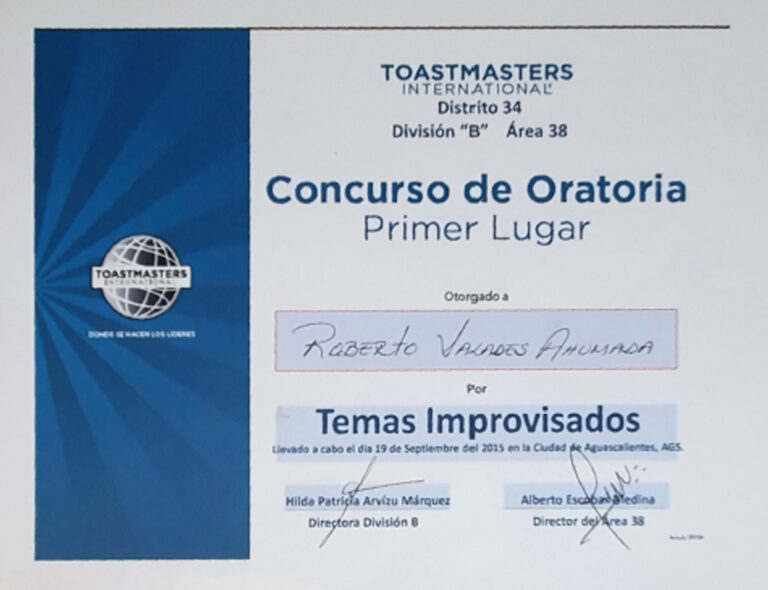 TOASTMASTERS
INTERNATIONAL
Distrito 34
División "B" Área 38
Concurso de Oratoria
Primer Lugar
TOASTMASTERS
INTERNATIONAL
DONDE SE HACEN LOS LÍDERES
Otorgado a
ROBERTO VALADES AHUMADA
Por
Temas Improvisados
Llevado a cabo el día 19 de Septiembre del 2015 en la Ciudad de Aguascalientes, AGS.
Hilda Patricia Arvizu Márquez
Directora División B
Alberto Escobar Medina
Director del Área 38